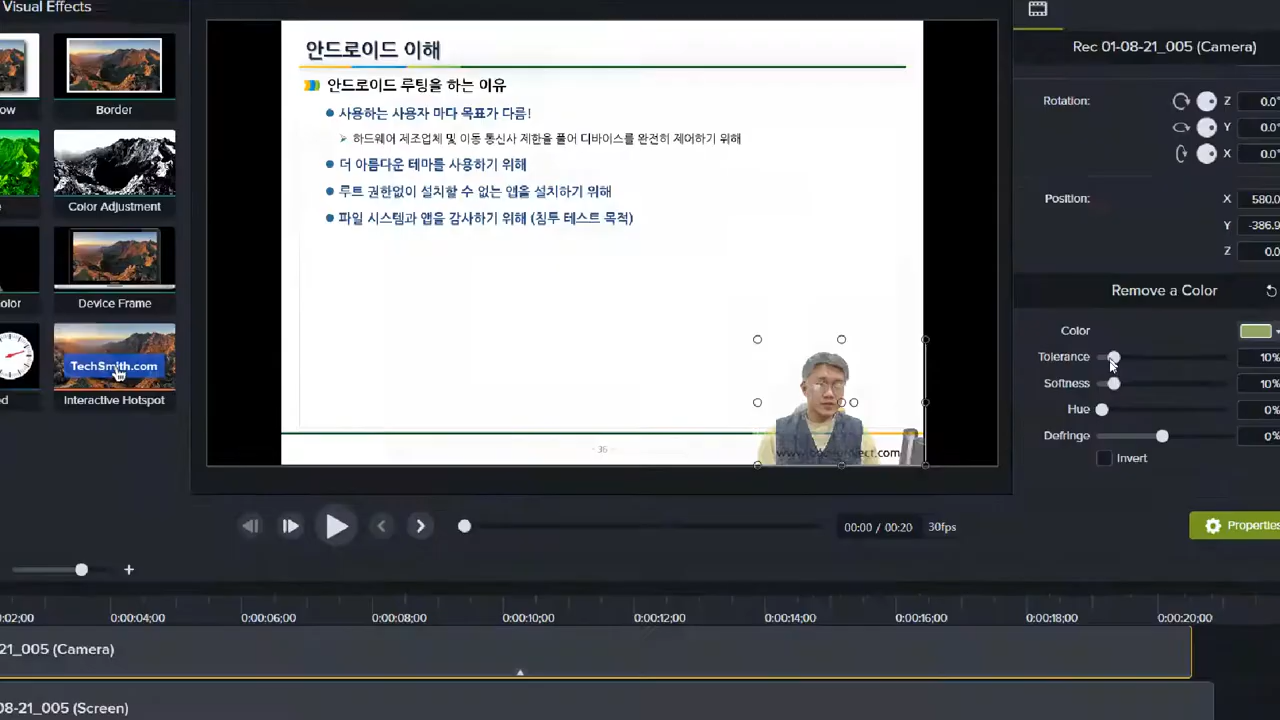 Visual Effects
Border
Color Adjustment
Device Frame
TechSmith.com
Interactive Hotspot
안드로이드 이해
안드로이드 루팅을 하는 이유
사용하는 사용자 마다 목표가 다름!
하드웨어 제조업체 및 이동 통신사 제한을 풀어 디바이스를 완전히 제어하기 위해
더 아름다운 테마를 사용하기 위해
루트 권한없이 설치할 수 없는 앱을 설치하기 위해
파일 시스템과 앱을 감사하기 위해 (침투 테스트 목적)
- 36
Rec 01-08-21_005 (Camera)
Rotation:
Z 0.0°
Y 0.0°
X 0.0°
Position:
X 580.0
Y -386.9
Z 0.0
Remove a Color
Color
Tolerance 10%
Softness 10%
Hue 0%
Defringe 0%
Invert
Properties
00:00 / 00:20 30fps
0:00:04;00 0:00:06;00 0:00:08;00 0:00:10;00 0:00:12;00 0:00:14;00 0:00:16;00 0:00:18;00 0:00:20;00
-21_005 (Camera)
08-21_005 (Screen)